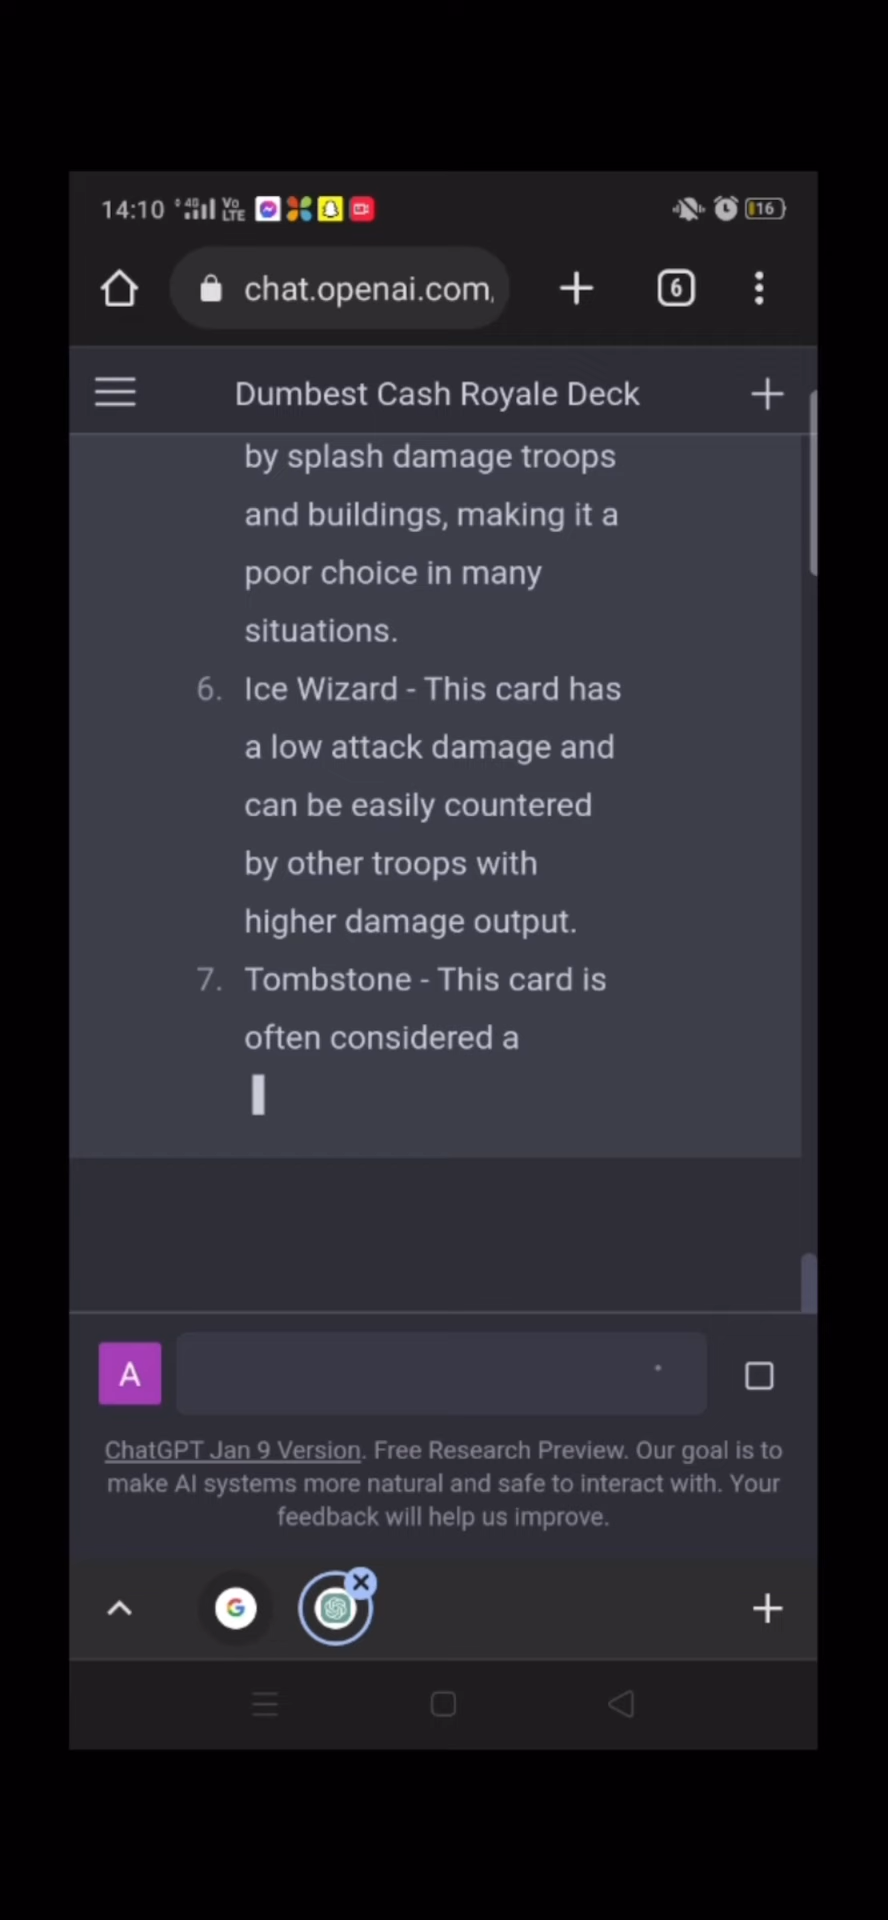 14:10 4G Vo LTE 16
chat.openai.com, 6
Dumbest Cash Royale Deck
by splash damage troops
and buildings, making it a
poor choice in many
situations.
6. Ice Wizard - This card has
a low attack damage and
can be easily countered
by other troops with
higher damage output.
7. Tombstone - This card is
often considered a
A
ChatGPT Jan 9 Version. Free Research Preview. Our goal is to
make AI systems more natural and safe to interact with. Your
feedback will help us improve.
G